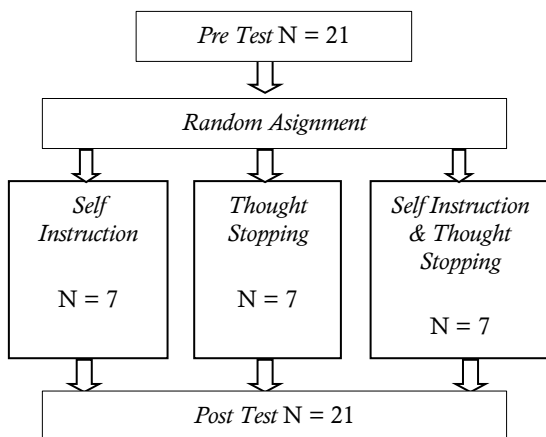 Pre Test N = 21
Random Asignment
Self
Instruction
N = 7
Thought
Stopping
N = 7
Self Instruction
& Thought
Stopping
N = 7
Post Test N = 21